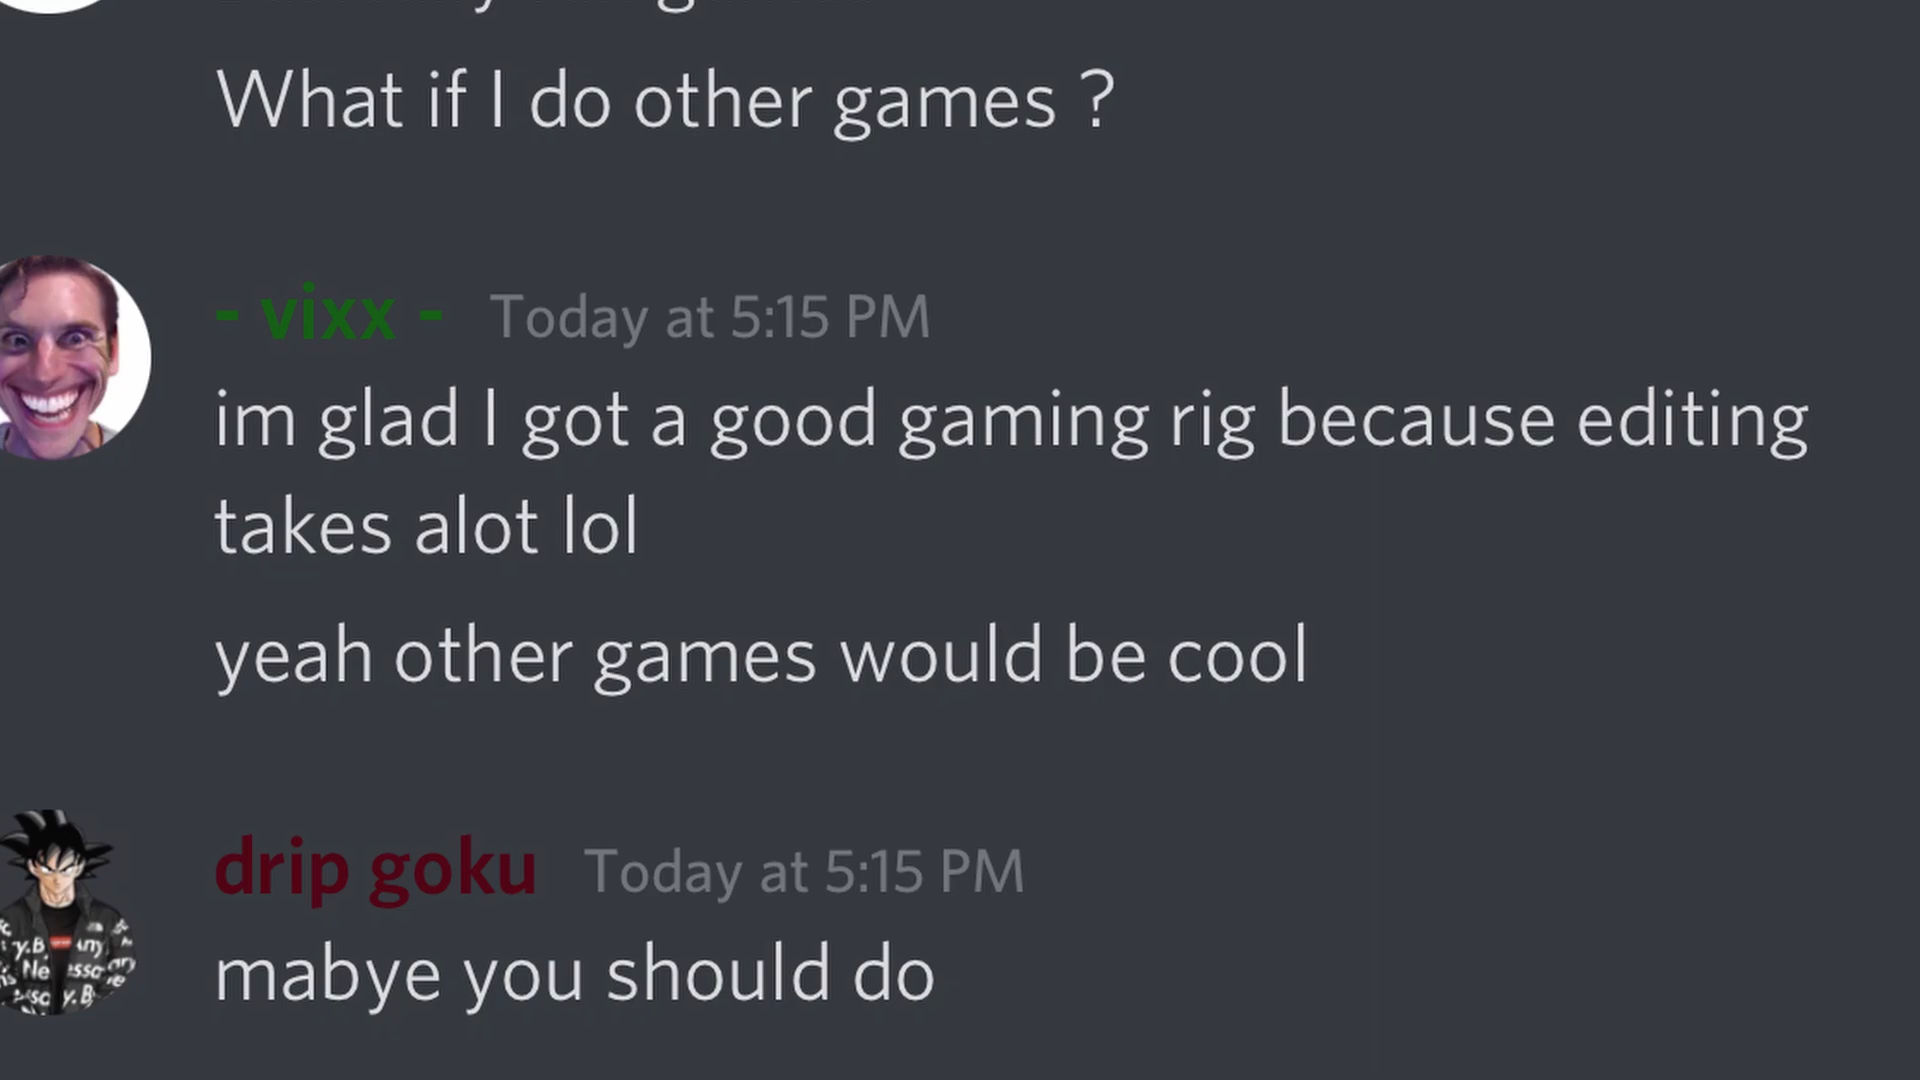 What if I do other games ?
- vixx - Today at 5:15 PM
im glad I got a good gaming rig because editing
takes alot lol
yeah other games would be cool
drip goku Today at 5:15 PM
mabye you should do